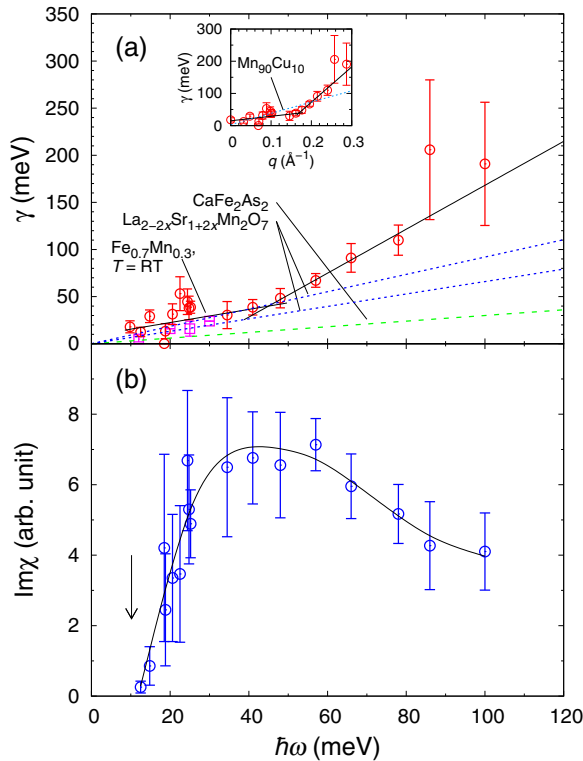 (a)
γ (meV)
350
300
250
200
150
100
50
0
γ (meV)
300
200
100
0
Mn₉₀Cu₁₀
0 0.1 0.2 0.3
q (Å⁻¹)
CaFe₂As₂
La₂₋₂ₓSr₁₊₂ₓMn₂O₇
Fe₀.₇Mn₀.₃,
T = RT
(b)
Imχ (arb. unit)
8
6
4
2
0
0 20 40 60 80 100 120
ℏω (meV)